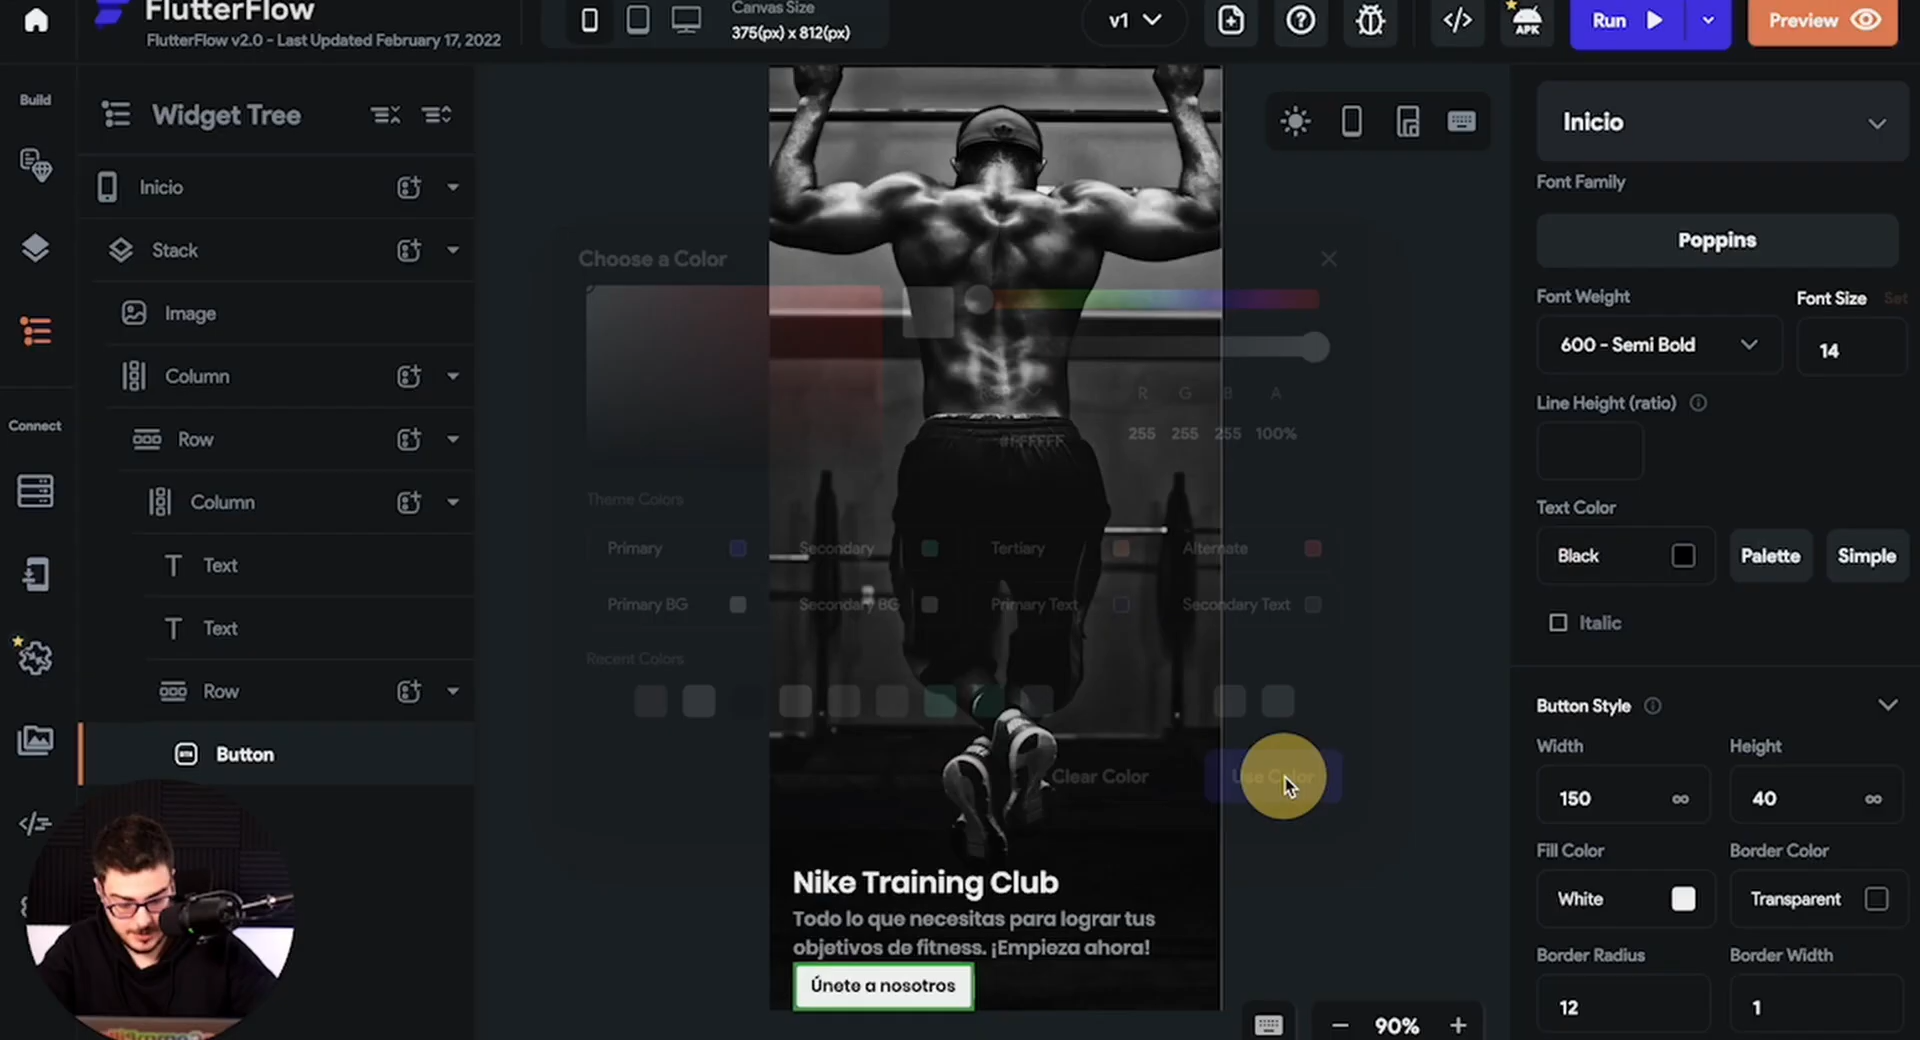 FlutterFlow
FlutterFlow v2.0 - Last Updated February 17, 2022
Canvas Size
375(px) x 812(px)
v1
APK
Run
Preview
Build
Connect
Widget Tree
Inicio
Stack
Image
Column
Row
Column
Text
Text
Row
Button
Choose a Color
R G B A
255 255 255 100%
#FFFFFF
Theme Colors
Primary
Secondary
Tertiary
Alternate
Primary BG
Secondary BG
Primary Text
Secondary Text
Recent Colors
Clear Color
Use Color
Nike Training Club
Todo lo que necesitas para lograr tus
objetivos de fitness. ¡Empieza ahora!
Únete a nosotros
90%
Inicio
Font Family
Poppins
Font Weight
Font Size
Set
600 - Semi Bold
14
Line Height (ratio)
Text Color
Black
Palette
Simple
Italic
Button Style
Width
Height
150
40
Fill Color
Border Color
White
Transparent
Border Radius
Border Width
12
1